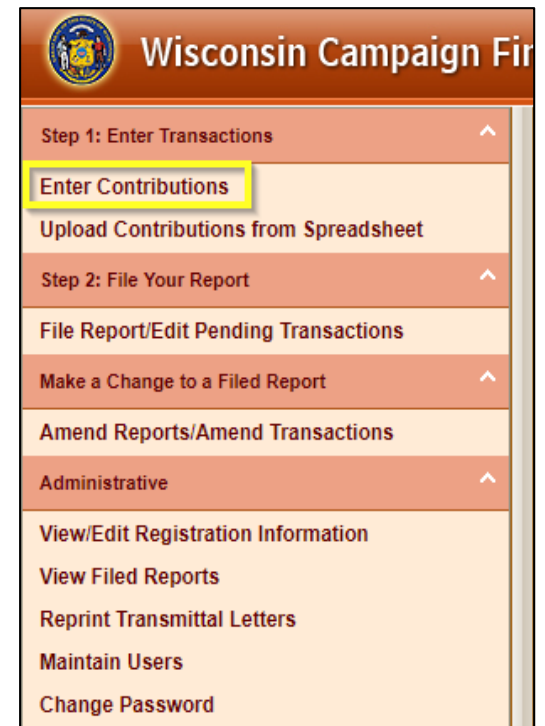 Wisconsin Campaign Fin
Step 1: Enter Transactions
Enter Contributions
Upload Contributions from Spreadsheet
Step 2: File Your Report
File Report/Edit Pending Transactions
Make a Change to a Filed Report
Amend Reports/Amend Transactions
Administrative
View/Edit Registration Information
View Filed Reports
Reprint Transmittal Letters
Maintain Users
Change Password